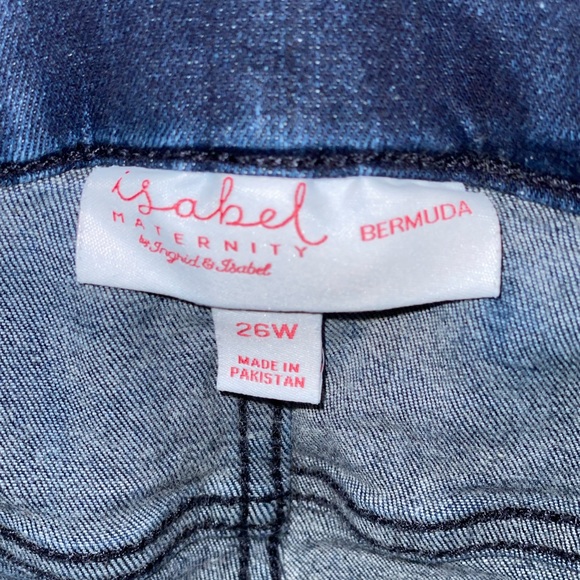 isabel
MATERNITY
by Ingrid & Isabel
BERMUDA
26W
MADE IN
PAKISTAN